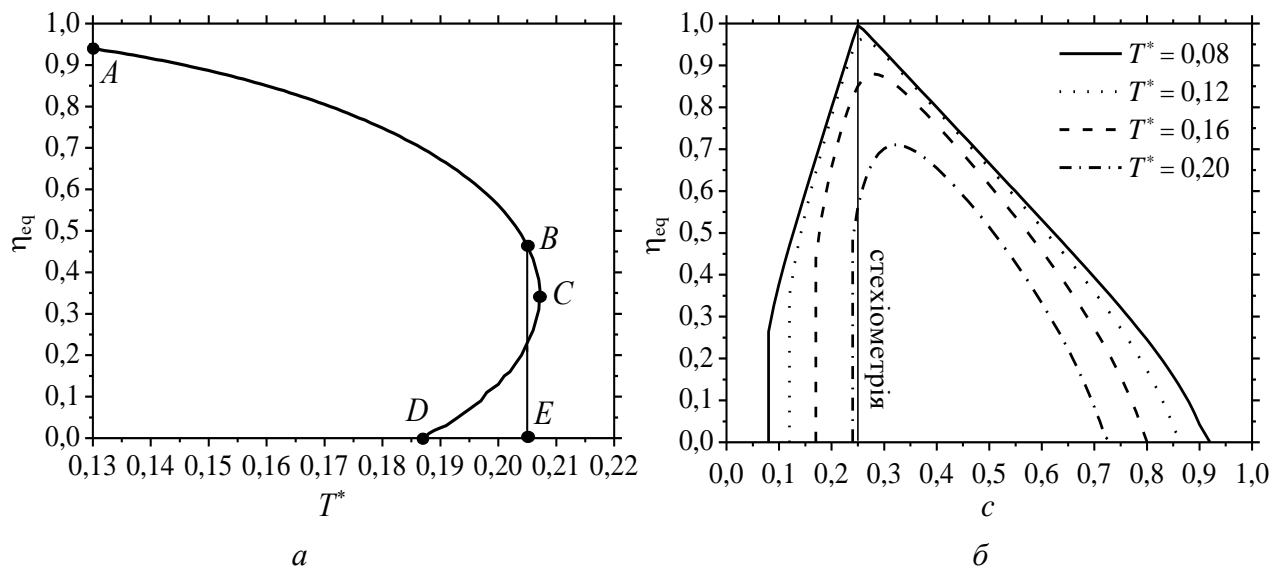 1,0
0,9
0,8
0,7
0,6
0,5
0,4
0,3
0,2
0,1
0,0
ηeq
A
B
C
D
E
0,13 0,14 0,15 0,16 0,17 0,18 0,19 0,20 0,21 0,22
T*
а
1,0
0,9
0,8
0,7
0,6
0,5
0,4
0,3
0,2
0,1
0,0
ηeq
T* = 0,08
T* = 0,12
T* = 0,16
T* = 0,20
стехіометрія
0,0 0,1 0,2 0,3 0,4 0,5 0,6 0,7 0,8 0,9 1,0
c
б